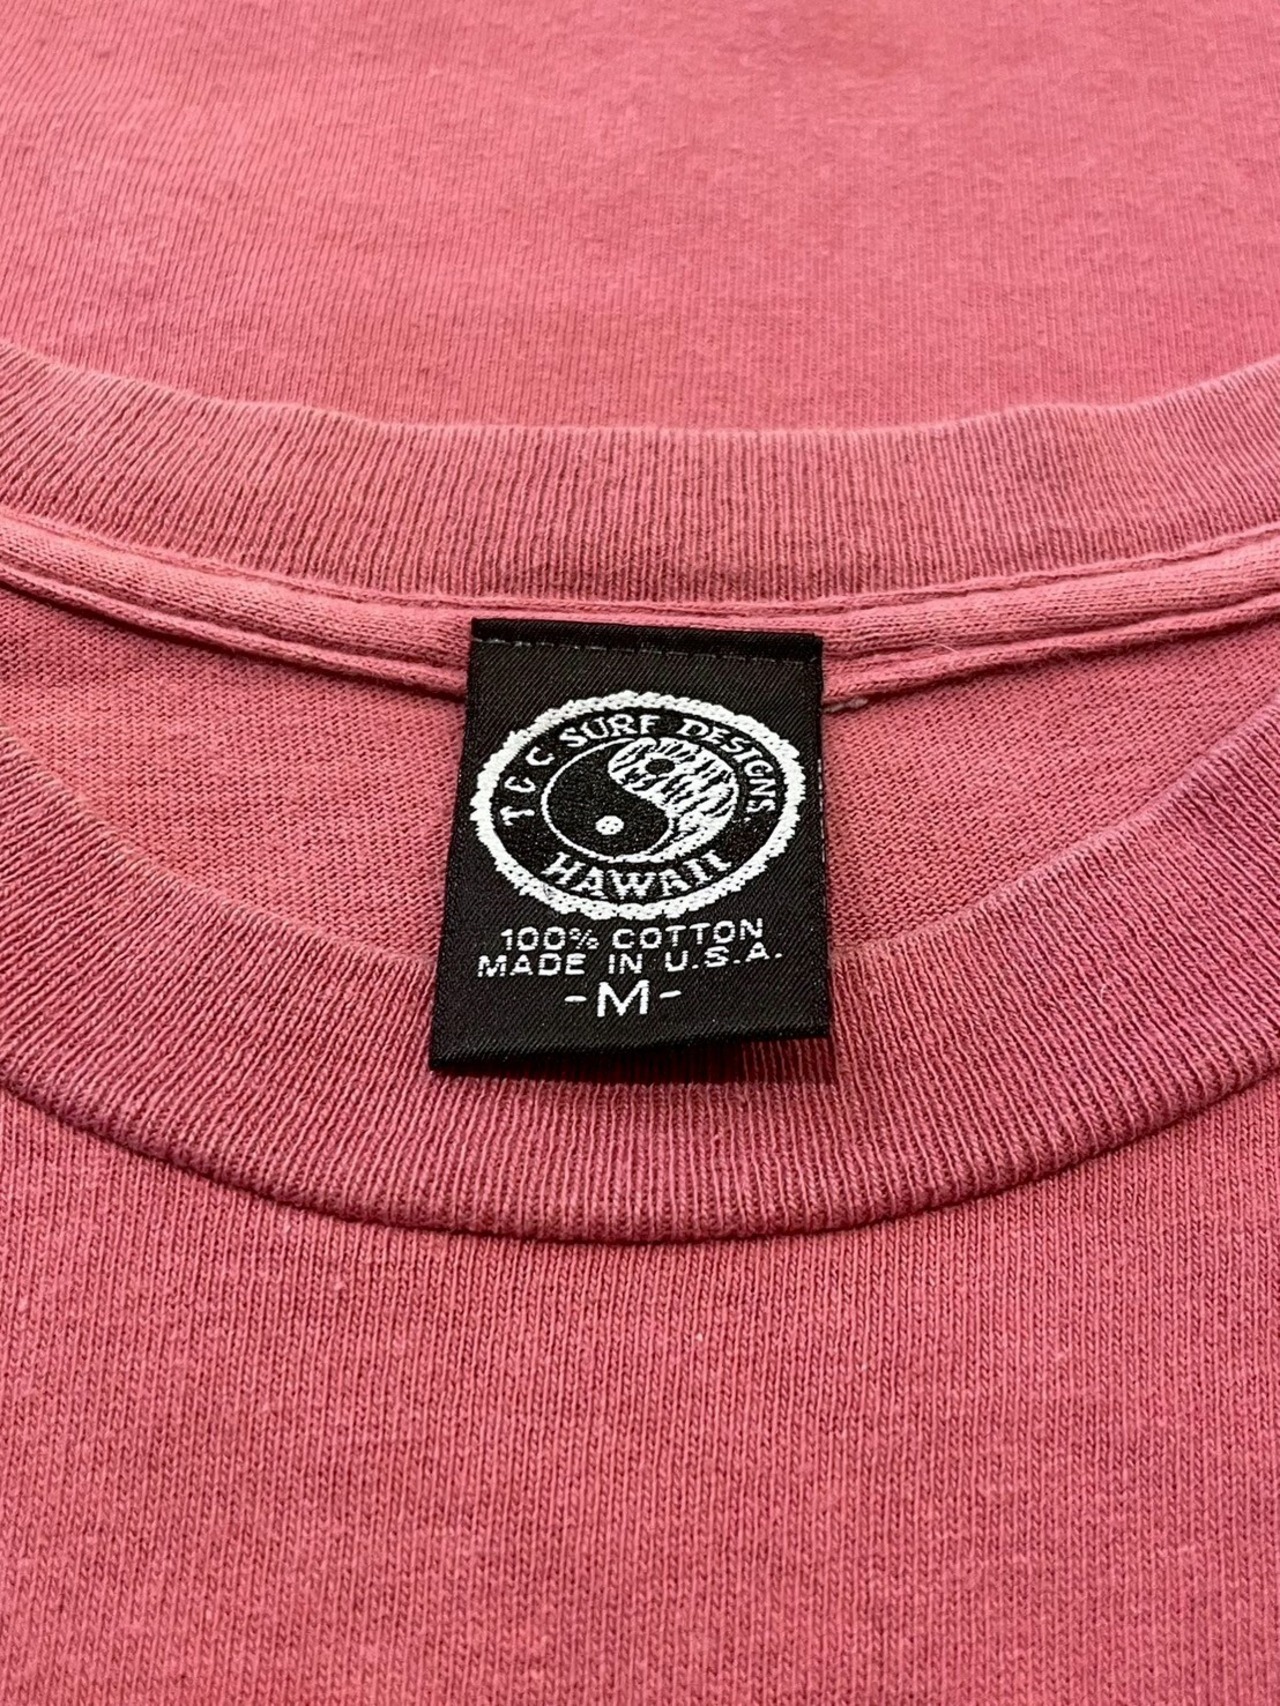 T & C SURF DESIGNS.
HAWAII
100% COTTON
MADE IN U.S.A.
-M-